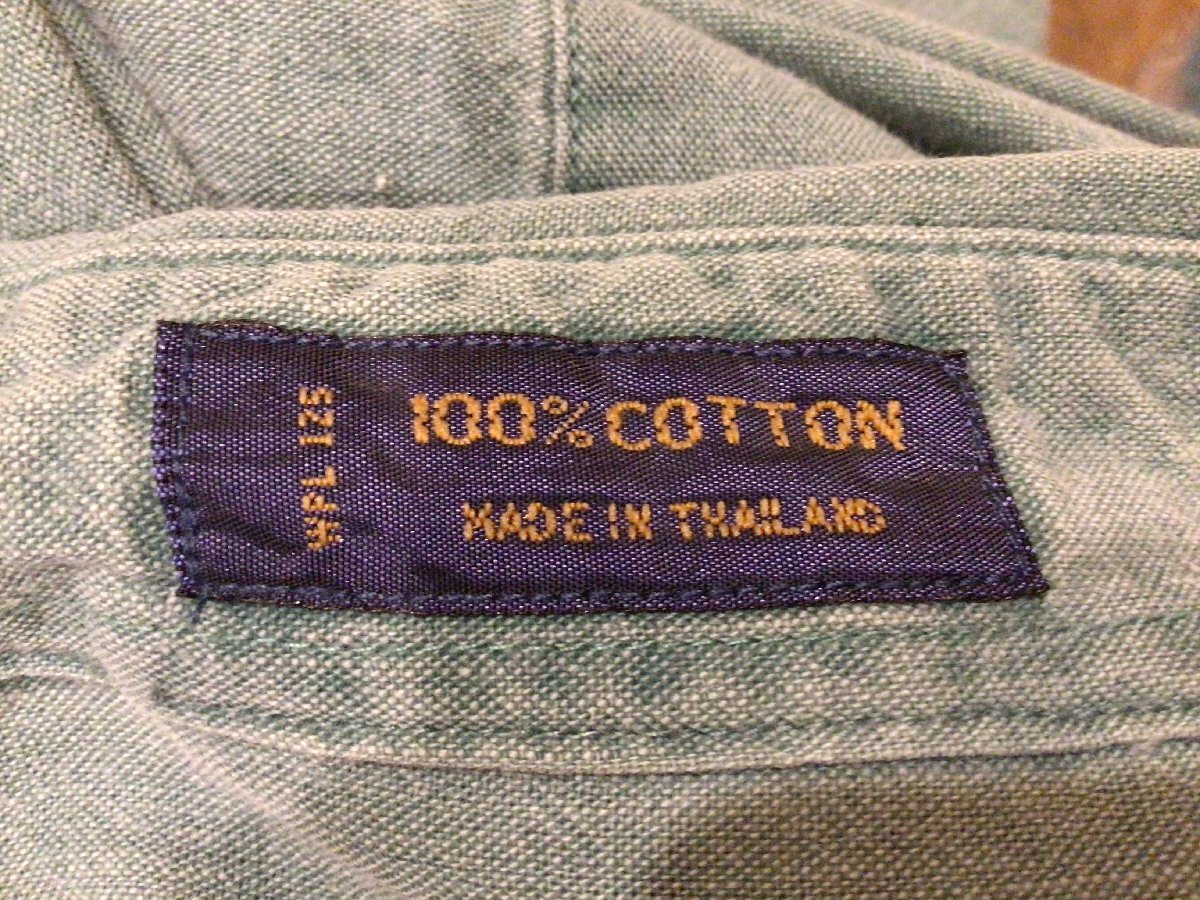 WPL 125
100% COTTON
MADE IN THAILAND